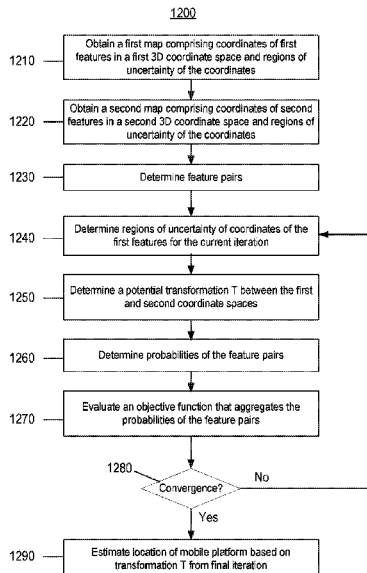 1200
1210
Obtain a first map comprising coordinates of first
features in a first 3D coordinate space and regions of
uncertainty of the coordinates
1220
Obtain a second map comprising coordinates of second
features in a second 3D coordinate space and regions of
uncertainty of the coordinates
1230
Determine feature pairs
1240
Determine regions of uncertainty of coordinates of the
first features for the current iteration
1250
Determine a potential transformation T between the first
and second coordinate spaces
1260
Determine probabilities of the feature pairs
1270
Evaluate an objective function that aggregates the
probabilities of the feature pairs
1280
Convergence?
No
Yes
1290
Estimate location of mobile platform based on
transformation T from final iteration